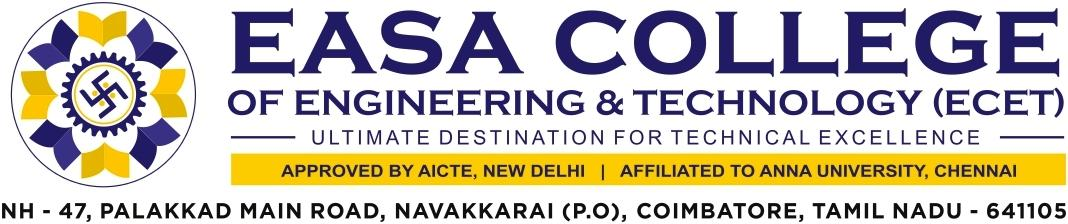 EASA COLLEGE
OF ENGINEERING & TECHNOLOGY (ECET)
ULTIMATE DESTINATION FOR TECHNICAL EXCELLENCE
APPROVED BY AICTE, NEW DELHI | AFFILIATED TO ANNA UNIVERSITY, CHENNAI
NH - 47, PALAKKAD MAIN ROAD, NAVAKKARAI (P.O), COIMBATORE, TAMIL NADU - 641105